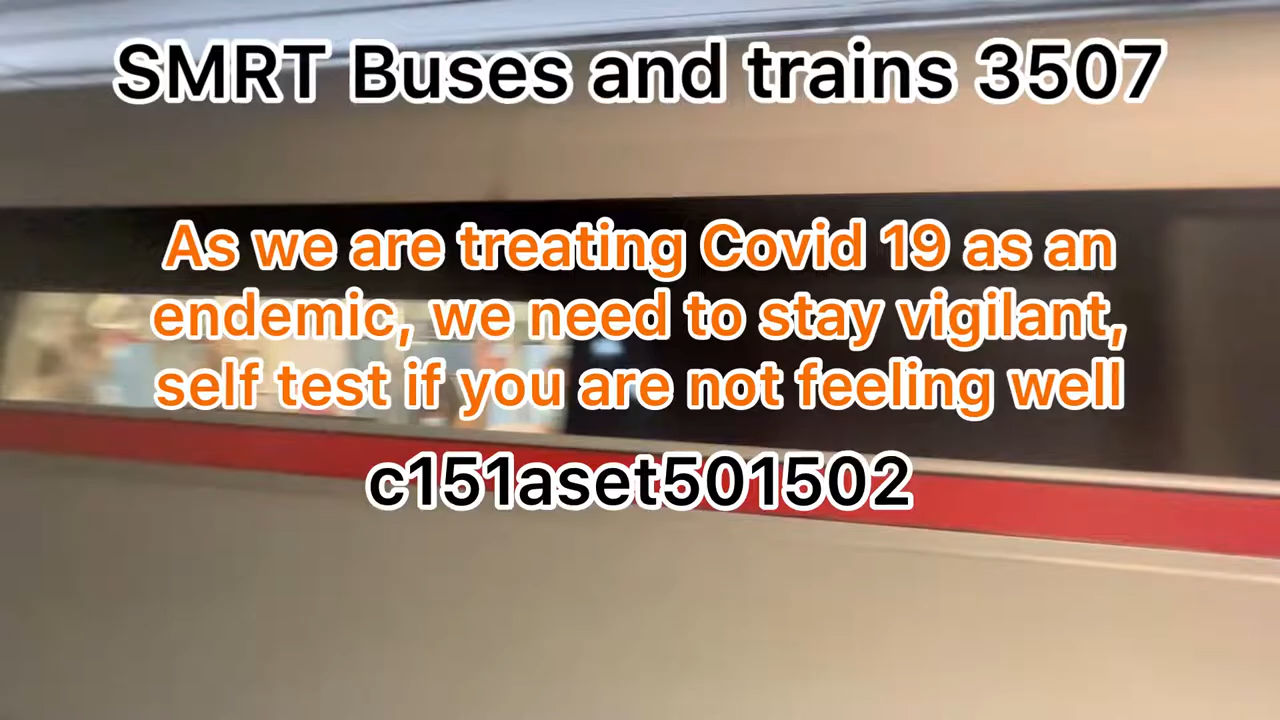 SMRT Buses and trains 3507
As we are treating Covid 19 as an
endemic, we need to stay vigilant,
self test if you are not feeling well
c151aset501502